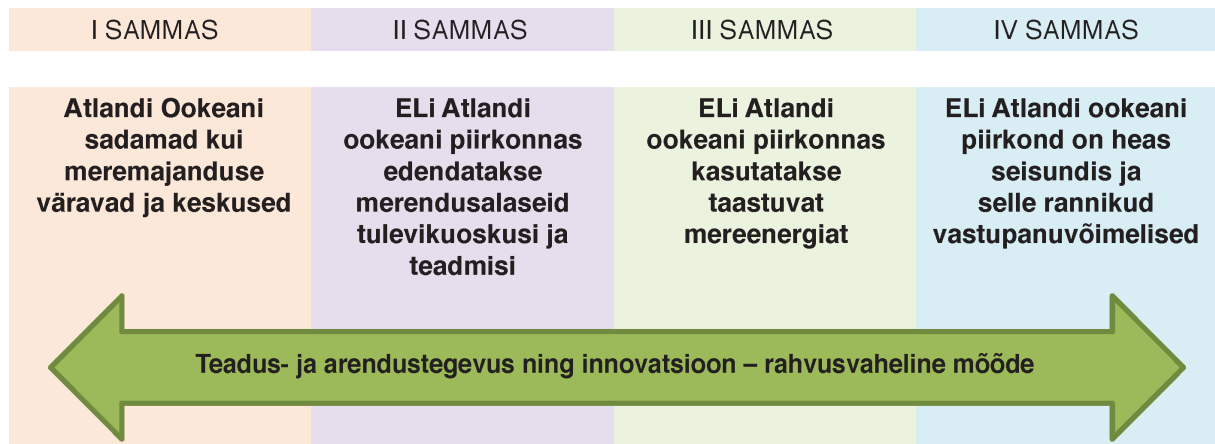 I SAMMAS
II SAMMAS
III SAMMAS
IV SAMMAS
Atlandi Ookeani
sadamad kui
meremajanduse
väravad ja keskused
ELi Atlandi
ookeani piirkonnas
edendatakse
merendusalaseid
tulevikuoskusi ja
teadmisi
ELi Atlandi
ookeani piirkonnas
kasutatakse
taastuvat
mereenergiat
ELi Atlandi ookeani
piirkond on heas
seisundis ja
selle rannikud
vastupanuvõimelised
Teadus- ja arendustegevus ning innovatsioon – rahvusvaheline mõõde